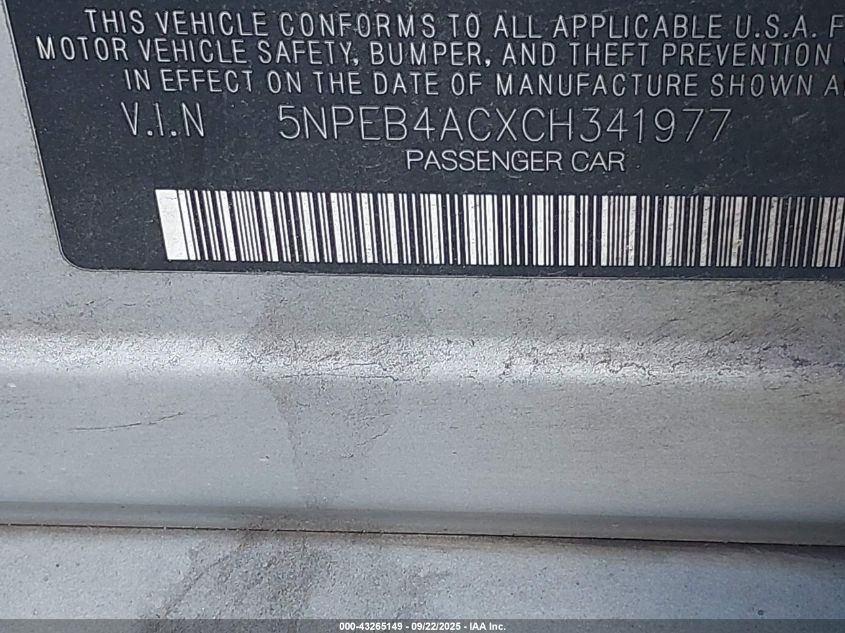 THIS VEHICLE CONFORMS TO ALL APPLICABLE U.S.A. F
MOTOR VEHICLE SAFETY, BUMPER, AND THEFT PREVENTION
IN EFFECT ON THE DATE OF MANUFACTURE SHOWN A
V.I.N 5NPEB4ACXCH341977
PASSENGER CAR
000-43265149 - 09/22/2025 - IAA Inc.